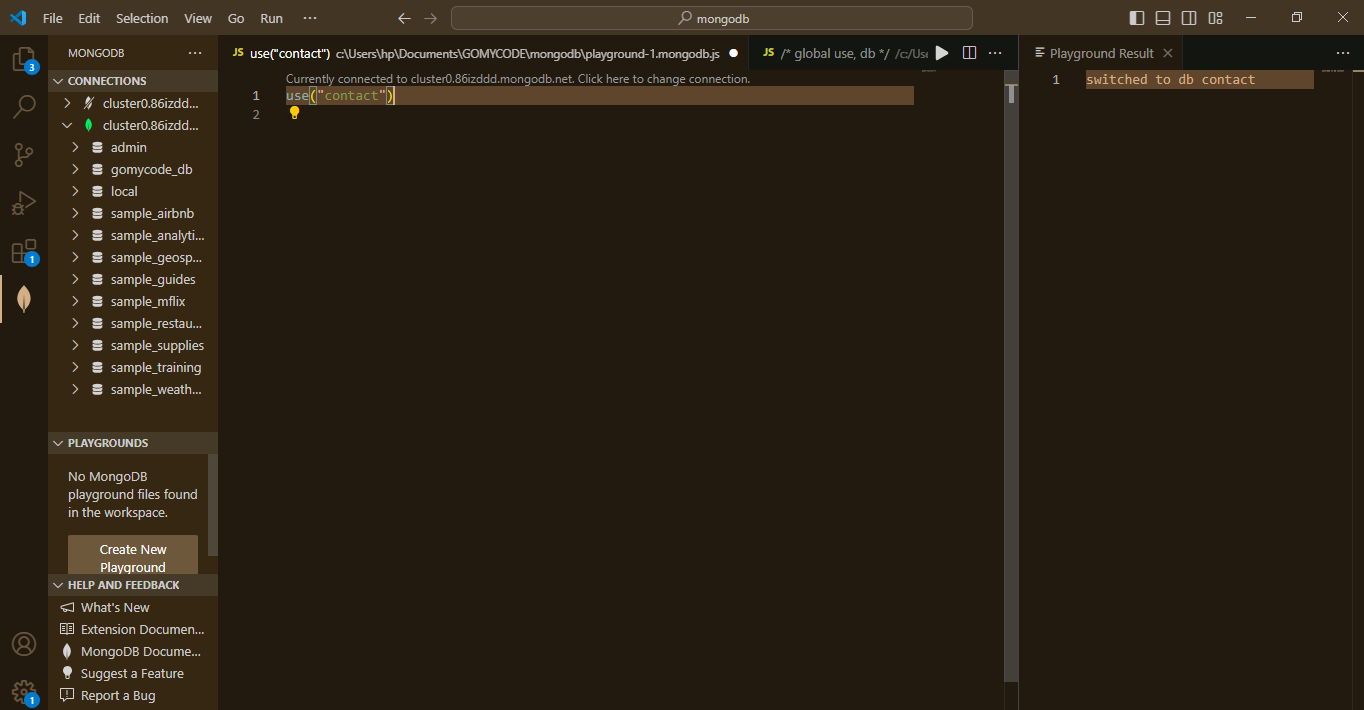 File Edit Selection View Go Run ···
mongodb
MONGODB ···
CONNECTIONS
cluster0.86izdd...
cluster0.86izdd...
admin
gomycode_db
local
sample_airbnb
sample_analyti...
sample_geosp...
sample_guides
sample_mflix
sample_restau...
sample_supplies
sample_training
sample_weath...
PLAYGROUNDS
No MongoDB
playground files found
in the workspace.
Create New
Playground
HELP AND FEEDBACK
What's New
Extension Documen...
MongoDB Docume...
Suggest a Feature
Report a Bug
3
1
1
JS use("contact") c:\Users\hp\Documents\GOMYCODE\mongodb\playground-1.mongodb.js
JS /* global use, db */ /c:/Use
Currently connected to cluster0.86izddd.mongodb.net. Click here to change connection.
1 use("contact")
2
Playground Result
1 switched to db contact